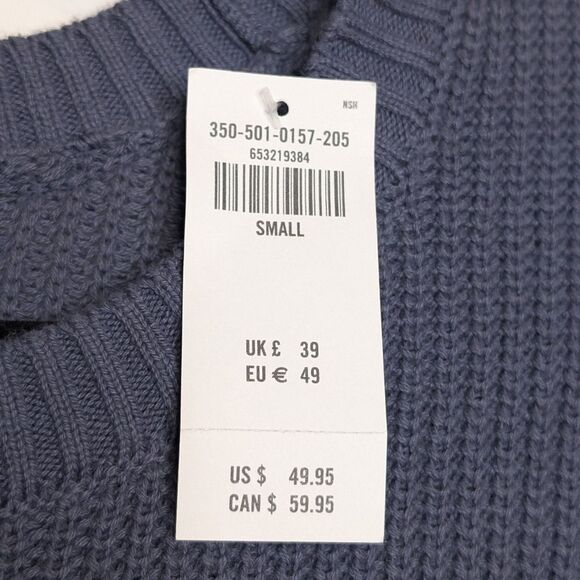 NSH
350-501-0157-205
653219384
SMALL
UK £ 39
EU € 49
US $ 49.95
CAN $ 59.95